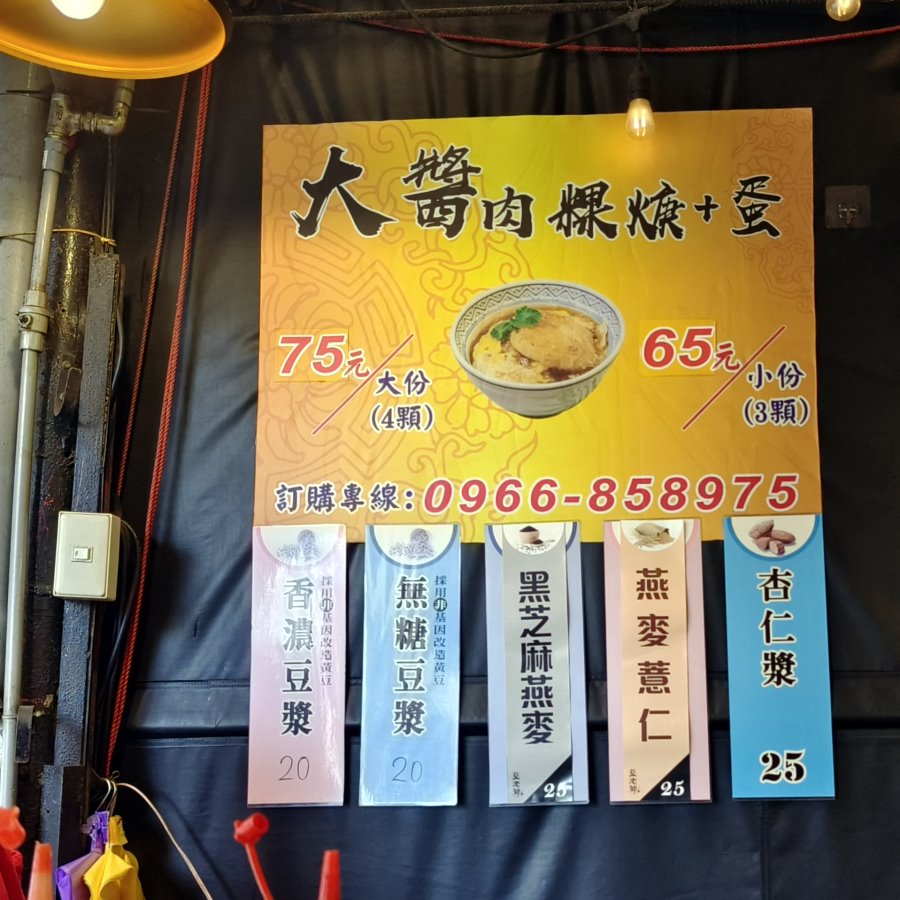 大醬肉粿焿+蛋
75元/大份
(4顆)
65元/小份
(3顆)
訂購專線:0966-858975
採用非基因改造黃豆
香濃豆漿
20
採用非基因改造黃豆
無糖豆漿
20
黑芝麻燕麥
25
燕麥薏仁
25
杏仁漿
25